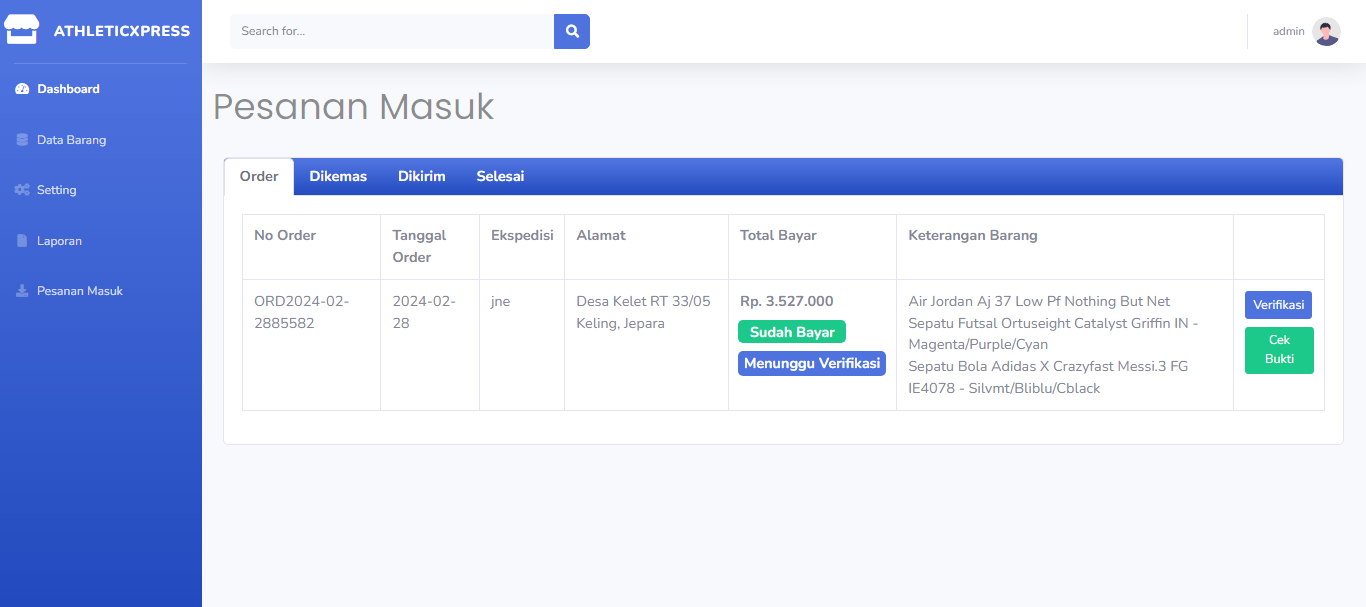 ATHLETICXPRESS
Search for...
admin
Dashboard
Data Barang
Setting
Laporan
Pesanan Masuk
Pesanan Masuk
Order Dikemas Dikirim Selesai
No Order
Tanggal
Order
Ekspedisi
Alamat
Total Bayar
Keterangan Barang
ORD2024-02-
2885582
2024-02-
28
jne
Desa Kelet RT 33/05
Keling, Jepara
Rp. 3.527.000
Sudah Bayar
Menunggu Verifikasi
Air Jordan Aj 37 Low Pf Nothing But Net
Sepatu Futsal Ortuseight Catalyst Griffin IN -
Magenta/Purple/Cyan
Sepatu Bola Adidas X Crazyfast Messi.3 FG
IE4078 - Silvmt/Bliblu/Cblack
Verifikasi
Cek
Bukti